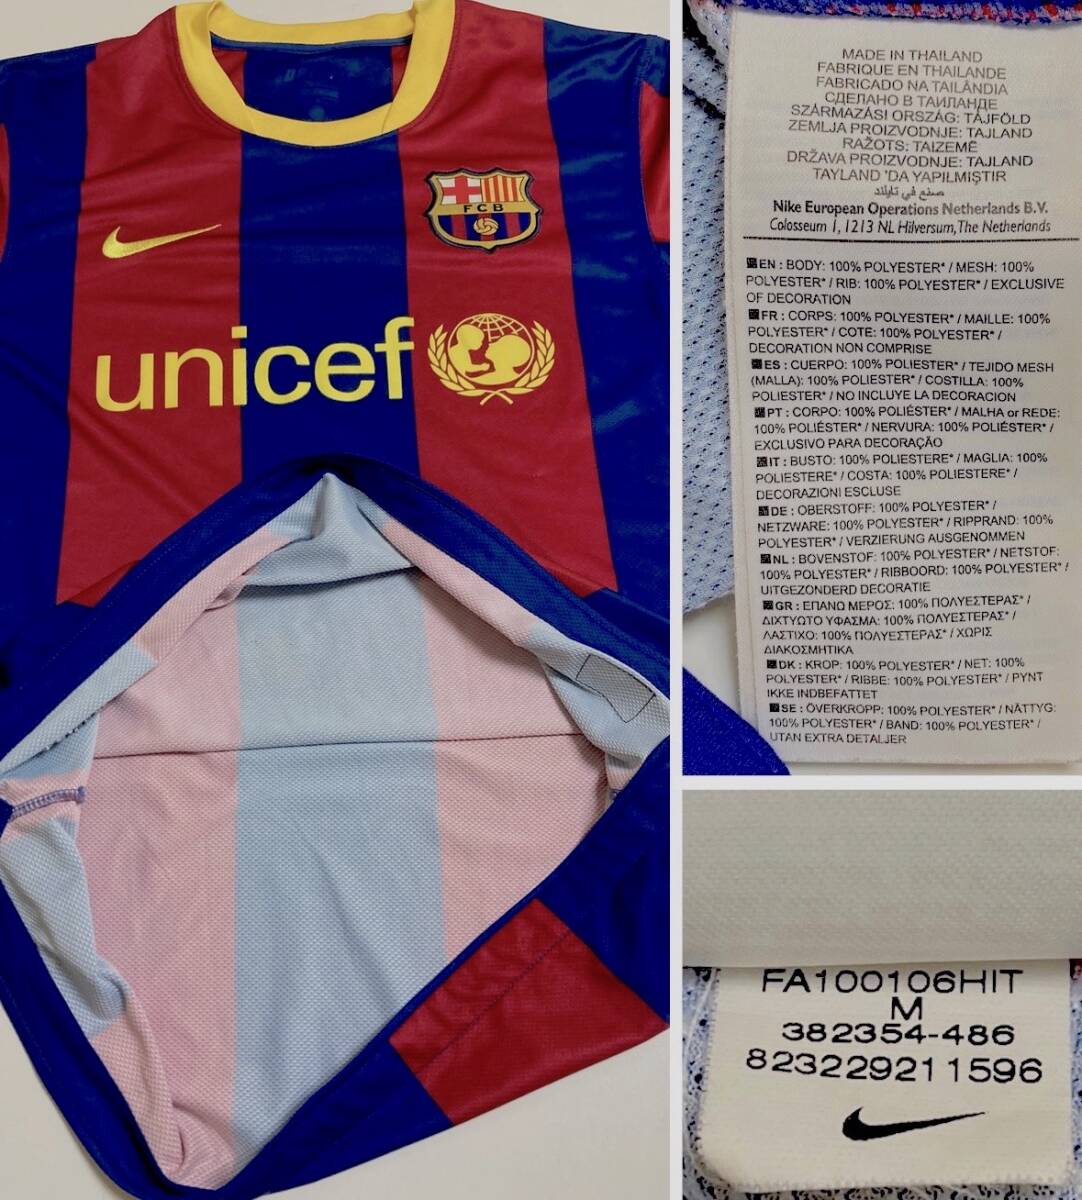 FCB
unicef
MADE IN THAILAND
FABRIQUE EN THAILANDE
FABRICADO NA TAILÂNDIA
СДЕЛАНО В ТАИЛАНДЕ
SZÁRMAZÁSI ORSZÁG: TÁJFÖLD
ZEMLJA PROIZVODNJE: TAJLAND
RAŽOTS: TAIZEMĒ
DRŽAVA PROIZVODNJE: TAJLAND
TAYLAND 'DA YAPILMIŞTIR
صنع في تايلاند
Nike European Operations Netherlands B.V.
Colosseum 1, 1213 NL Hilversum, The Netherlands
EN : BODY: 100% POLYESTER* / MESH: 100%
POLYESTER* / RIB: 100% POLYESTER* / EXCLUSIVE
OF DECORATION
FR : CORPS: 100% POLYESTER* / MAILLE: 100%
POLYESTER* / COTE: 100% POLYESTER* /
DECORATION NON COMPRISE
ES : CUERPO: 100% POLIESTER* / TEJIDO MESH
(MALLA): 100% POLIESTER* / COSTILLA: 100%
POLIESTER* / NO INCLUYE LA DECORACION
PT : CORPO: 100% POLIÉSTER* / MALHA or REDE:
100% POLIÉSTER* / NERVURA: 100% POLIÉSTER* /
EXCLUSIVO PARA DECORAÇÃO
IT : BUSTO: 100% POLIESTERE* / MAGLIA: 100%
POLIESTERE* / COSTA: 100% POLIESTERE* /
DECORAZIONI ESCLUSE
DE : OBERSTOFF: 100% POLYESTER* /
NETZWARE: 100% POLYESTER* / RIPPRAND: 100%
POLYESTER* / VERZIERUNG AUSGENOMMEN
NL : BOVENSTOF: 100% POLYESTER* / NETSTOF:
100% POLYESTER* / RIBBOORD: 100% POLYESTER* /
UITGEZONDERD DECORATIE
GR : ΕΠΑΝΩ ΜΕΡΟΣ: 100% ΠΟΛΥΕΣΤΕΡΑΣ* /
ΔΙΧΤΥΩΤΟ ΥΦΑΣΜΑ: 100% ΠΟΛΥΕΣΤΕΡΑΣ* /
ΛΑΣΤΙΧΟ: 100% ΠΟΛΥΕΣΤΕΡΑΣ* / ΧΩΡΙΣ
ΔΙΑΚΟΣΜΗΤΙΚΑ
DK : KROP: 100% POLYESTER* / NET: 100%
POLYESTER* / RIBBE: 100% POLYESTER* / PYNT
IKKE INDBEFATTET
SE : ÖVERKROPP: 100% POLYESTER* / NÄTTYG:
100% POLYESTER* / BAND: 100% POLYESTER* /
UTAN EXTRA DETALJER
FA100106HIT
M
382354-486
823229211596